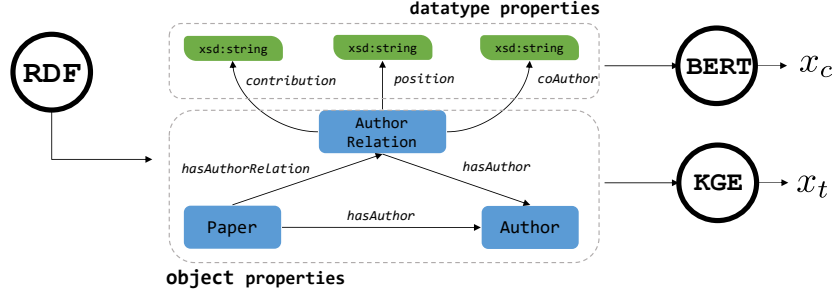 datatype properties
xsd:string xsd:string xsd:string
RDF
contribution position coAuthor
BERT x_c
Author
Relation
hasAuthorRelation hasAuthor
KGE x_t
hasAuthor
Paper Author
object properties